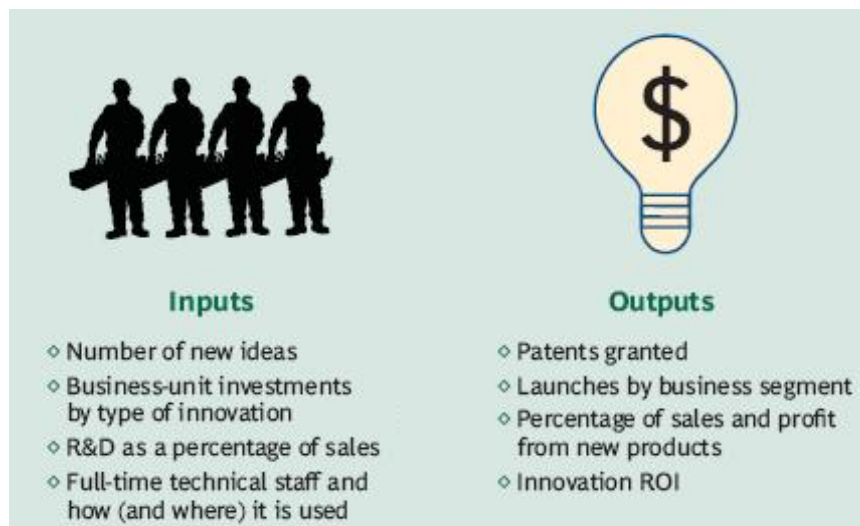 $
Inputs
◇ Number of new ideas
◇ Business-unit investments
by type of innovation
◇ R&D as a percentage of sales
◇ Full-time technical staff and
how (and where) it is used
Outputs
◇ Patents granted
◇ Launches by business segment
◇ Percentage of sales and profit
from new products
◇ Innovation ROI